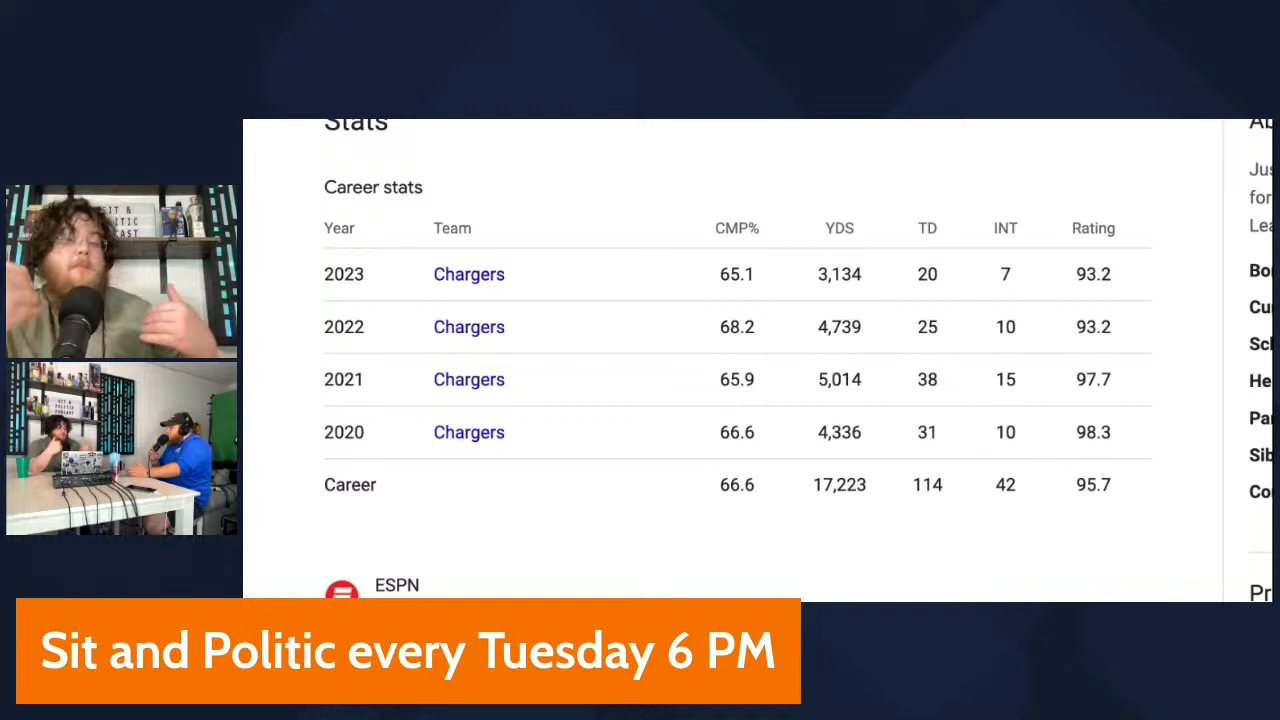 Stats
Career stats
Year Team CMP% YDS TD INT Rating
2023 Chargers 65.1 3,134 20 7 93.2
2022 Chargers 68.2 4,739 25 10 93.2
2021 Chargers 65.9 5,014 38 15 97.7
2020 Chargers 66.6 4,336 31 10 98.3
Career 66.6 17,223 114 42 95.7
ESPN
Sit and Politic every Tuesday 6 PM
SIT &
POLITIC
PODCAST